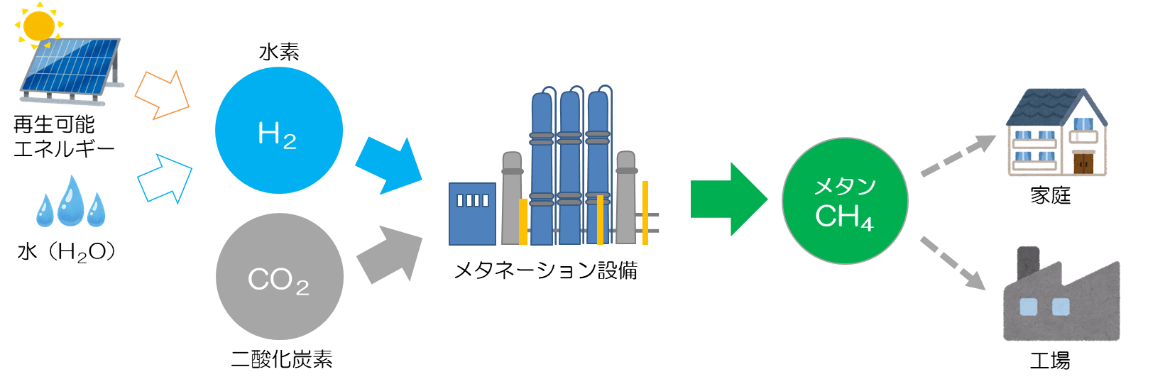 再生可能
エネルギー
水（H₂O）
水素
H₂
CO₂
二酸化炭素
メタネーション設備
メタン
CH₄
家庭
工場